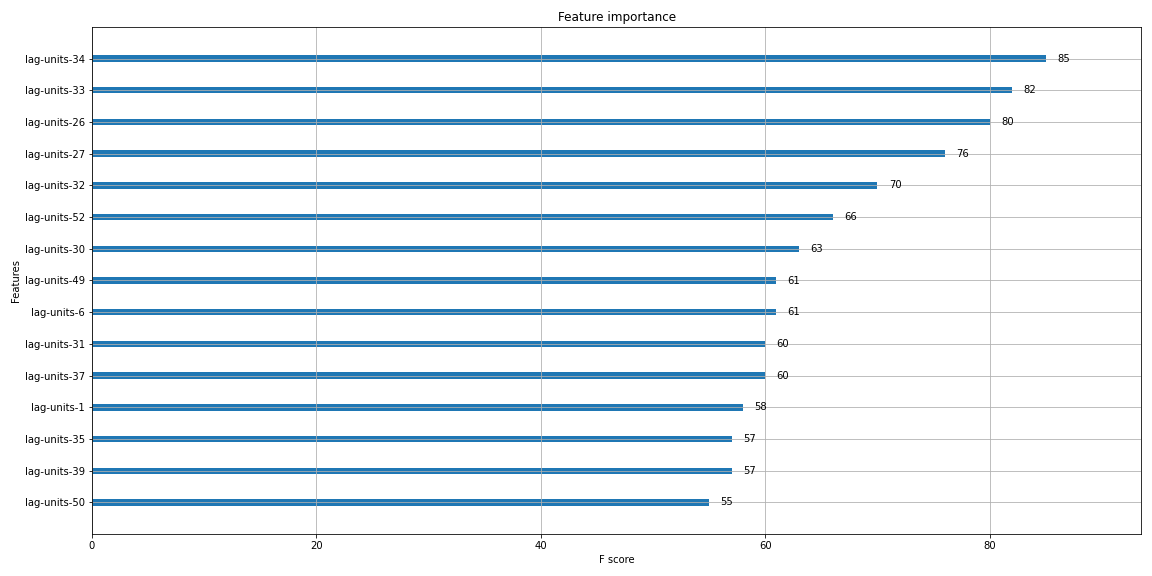 Feature importance
Features
lag-units-34 85
lag-units-33 82
lag-units-26 80
lag-units-27 76
lag-units-32 70
lag-units-52 66
lag-units-30 63
lag-units-49 61
lag-units-6 61
lag-units-31 60
lag-units-37 60
lag-units-1 58
lag-units-35 57
lag-units-39 57
lag-units-50 55
0 20 40 60 80
F score